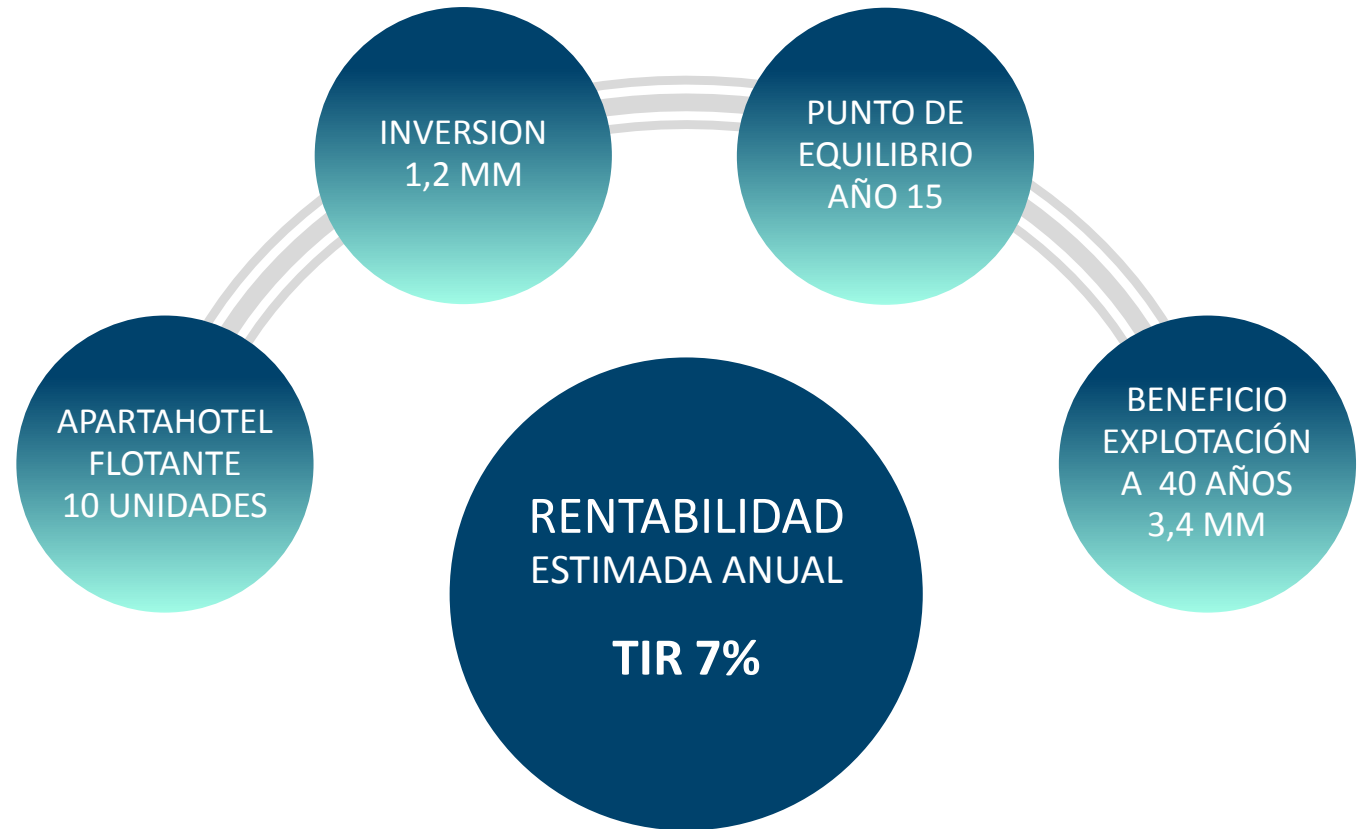 APARTAHOTEL
FLOTANTE
10 UNIDADES
INVERSION
1,2 MM
PUNTO DE
EQUILIBRIO
AÑO 15
BENEFICIO
EXPLOTACIÓN
A 40 AÑOS
3,4 MM
RENTABILIDAD
ESTIMADA ANUAL
TIR 7%